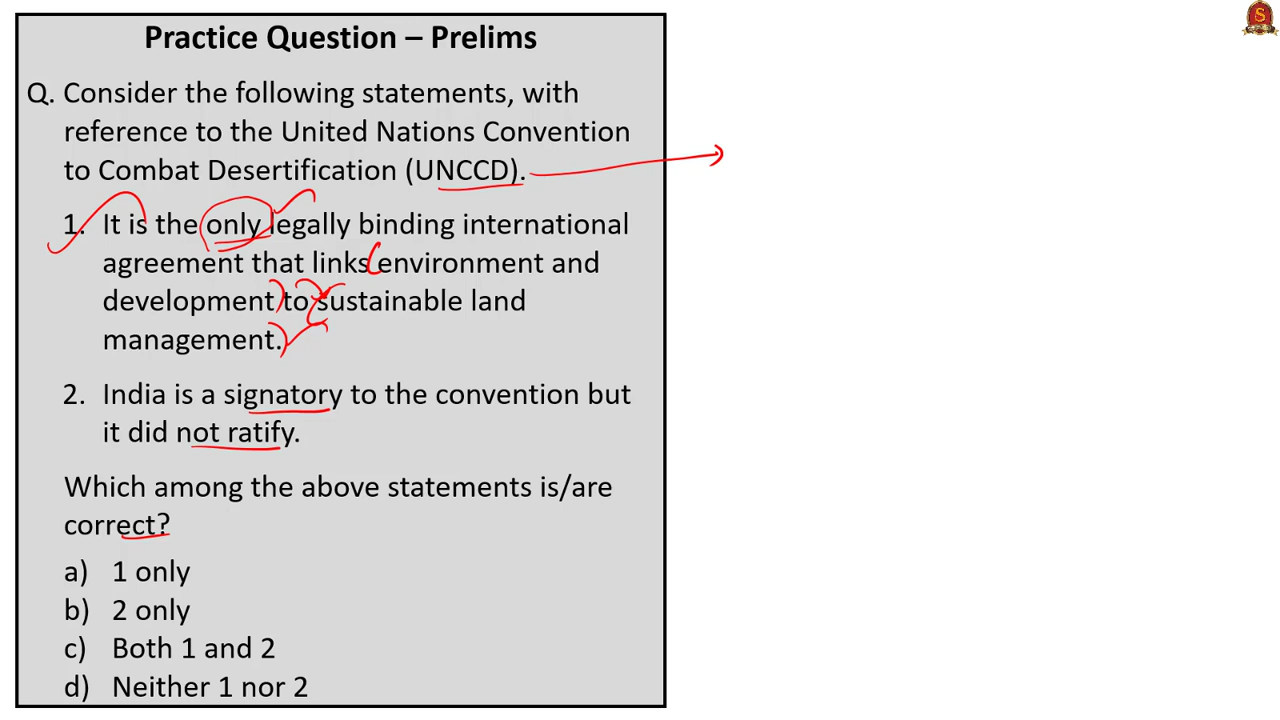 Practice Question – Prelims
Q. Consider the following statements, with
reference to the United Nations Convention
to Combat Desertification (UNCCD).
1. It is the only legally binding international
agreement that links environment and
development to sustainable land
management.
2. India is a signatory to the convention but
it did not ratify.
Which among the above statements is/are
correct?
a) 1 only
b) 2 only
c) Both 1 and 2
d) Neither 1 nor 2
S